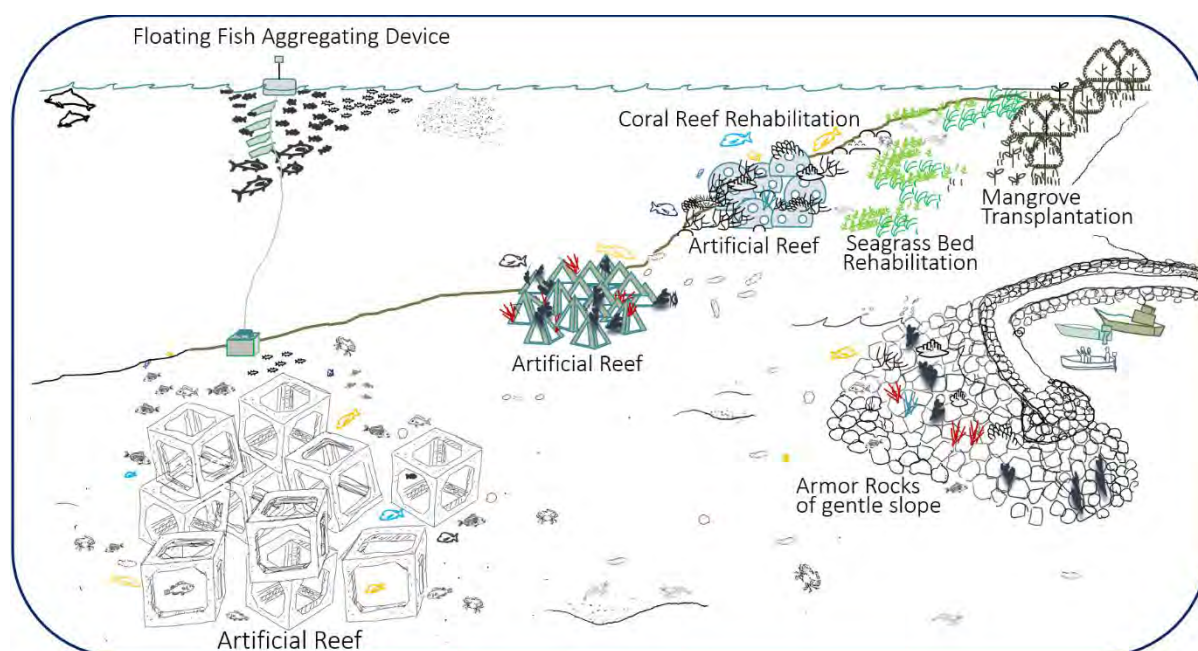 Floating Fish Aggregating Device
Coral Reef Rehabilitation
Artificial Reef
Seagrass Bed
Rehabilitation
Mangrove
Transplantation
Artificial Reef
Armor Rocks
of gentle slope
Artificial Reef